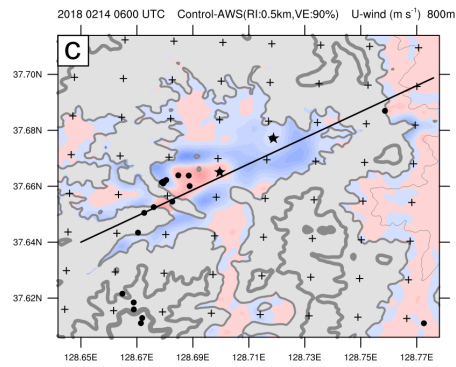 2018 0214 0600 UTC Control-AWS(RI:0.5km,VE:90%) U-wind (m s⁻¹) 800m
C
37.70N
37.68N
37.66N
37.64N
37.62N
128.65E 128.67E 128.69E 128.71E 128.73E 128.75E 128.77E